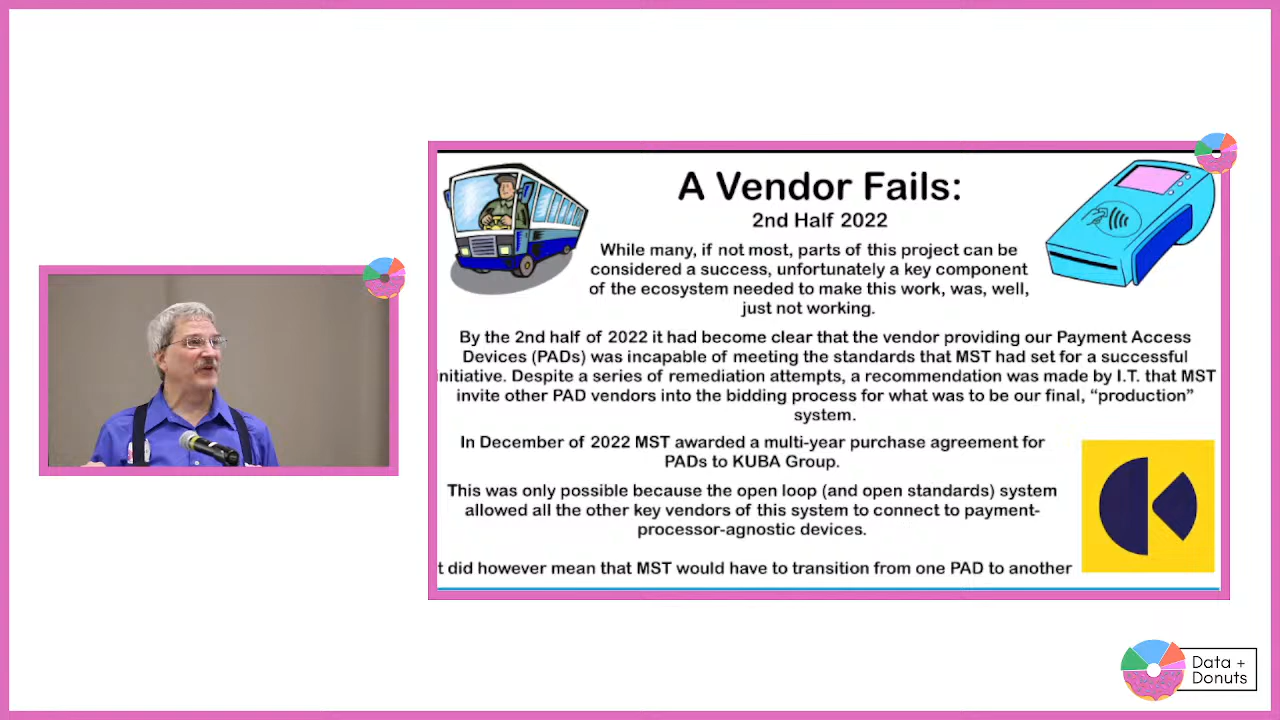 A Vendor Fails:
2nd Half 2022
While many, if not most, parts of this project can be
considered a success, unfortunately a key component
of the ecosystem needed to make this work, was, well,
just not working.
By the 2nd half of 2022 it had become clear that the vendor providing our Payment Access
Devices (PADs) was incapable of meeting the standards that MST had set for a successful
nitiative. Despite a series of remediation attempts, a recommendation was made by I.T. that MST
invite other PAD vendors into the bidding process for what was to be our final, “production”
system.
In December of 2022 MST awarded a multi-year purchase agreement for
PADs to KUBA Group.
This was only possible because the open loop (and open standards) system
allowed all the other key vendors of this system to connect to payment-
processor-agnostic devices.
t did however mean that MST would have to transition from one PAD to another
Data +
Donuts